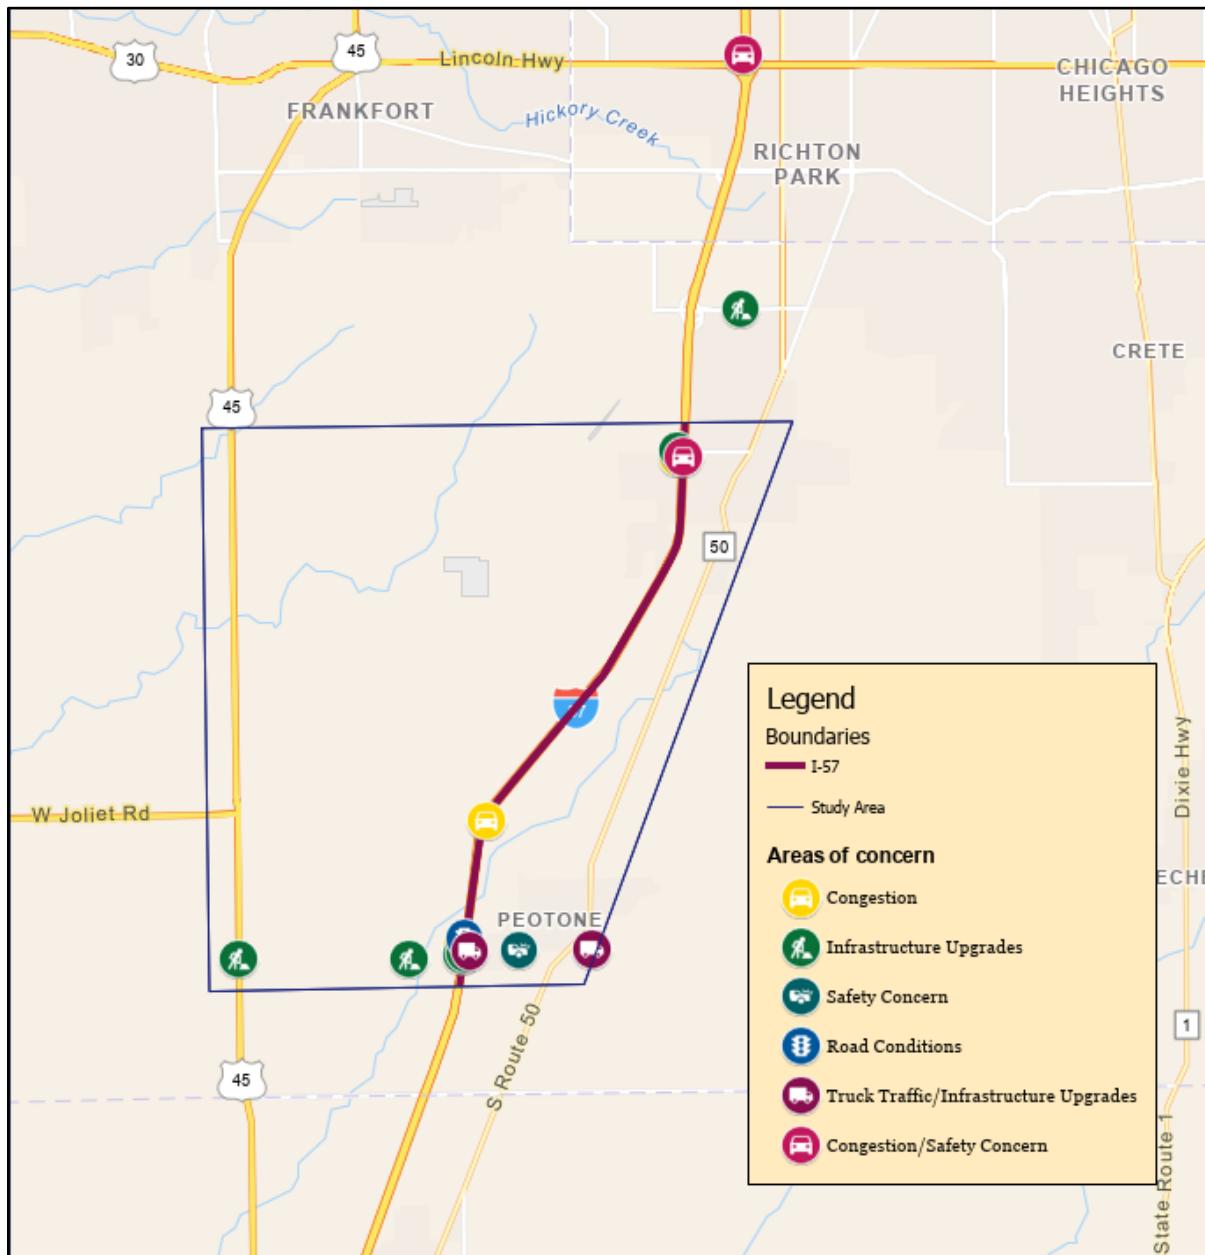 30
45
Lincoln Hwy
CHICAGO
HEIGHTS
FRANKFORT
Hickory Creek
RICHTON
PARK
CRETE
45
50
Legend
Boundaries
I-57
Study Area
Areas of concern
Congestion
Infrastructure Upgrades
Safety Concern
Road Conditions
Truck Traffic/Infrastructure Upgrades
Congestion/Safety Concern
W Joliet Rd
Dixie Hwy
ECHE
PEOTONE
S Route 50
1
45
State Route 1